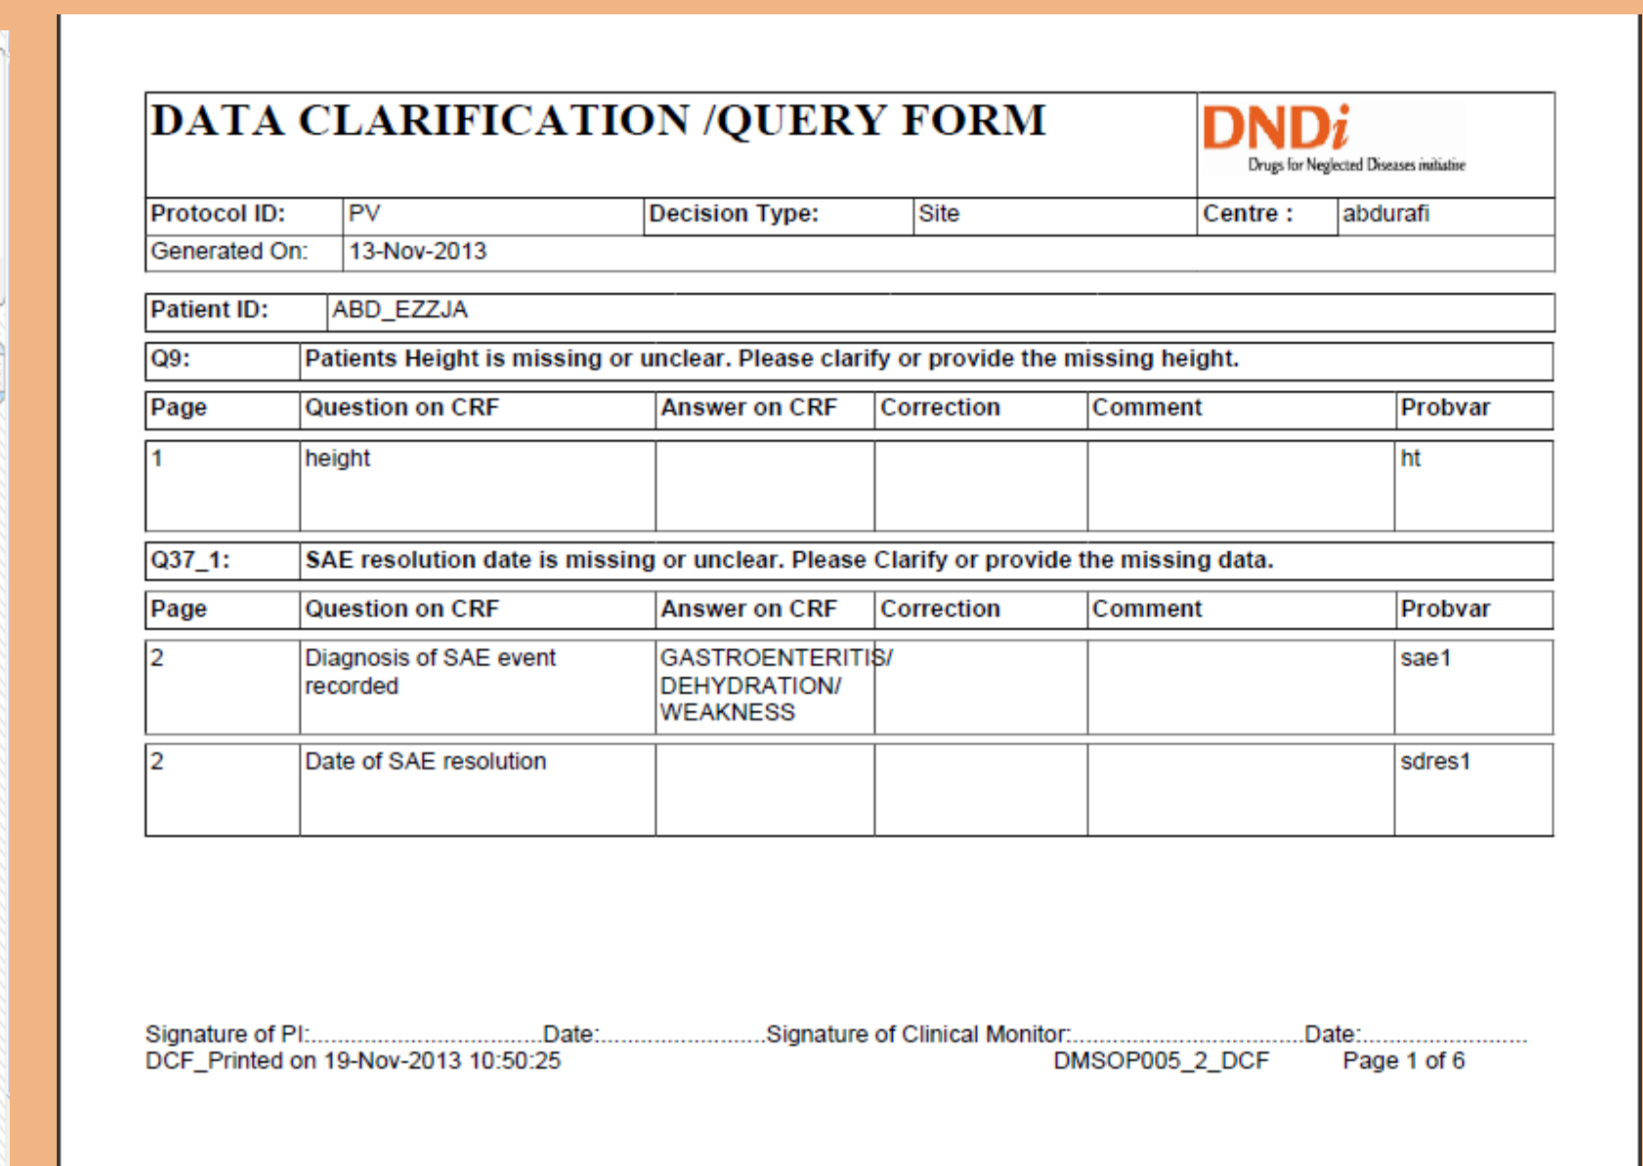 DATA CLARIFICATION /QUERY FORM
DNDi
Drugs for Neglected Diseases initiative
Protocol ID: PV Decision Type: Site Centre : abdurafi
Generated On: 13-Nov-2013
Patient ID: ABD_EZZJA
Q9: Patients Height is missing or unclear. Please clarify or provide the missing height.
Page Question on CRF Answer on CRF Correction Comment Probvar
1 height ht
Q37_1: SAE resolution date is missing or unclear. Please Clarify or provide the missing data.
Page Question on CRF Answer on CRF Correction Comment Probvar
2 Diagnosis of SAE event GASTROENTERITIS/ sae1
recorded DEHYDRATION/
WEAKNESS
2 Date of SAE resolution sdres1
Signature of PI:....................................Date:..........................Signature of Clinical Monitor:....................................Date:..........................
DCF_Printed on 19-Nov-2013 10:50:25 DMSOP005_2_DCF Page 1 of 6